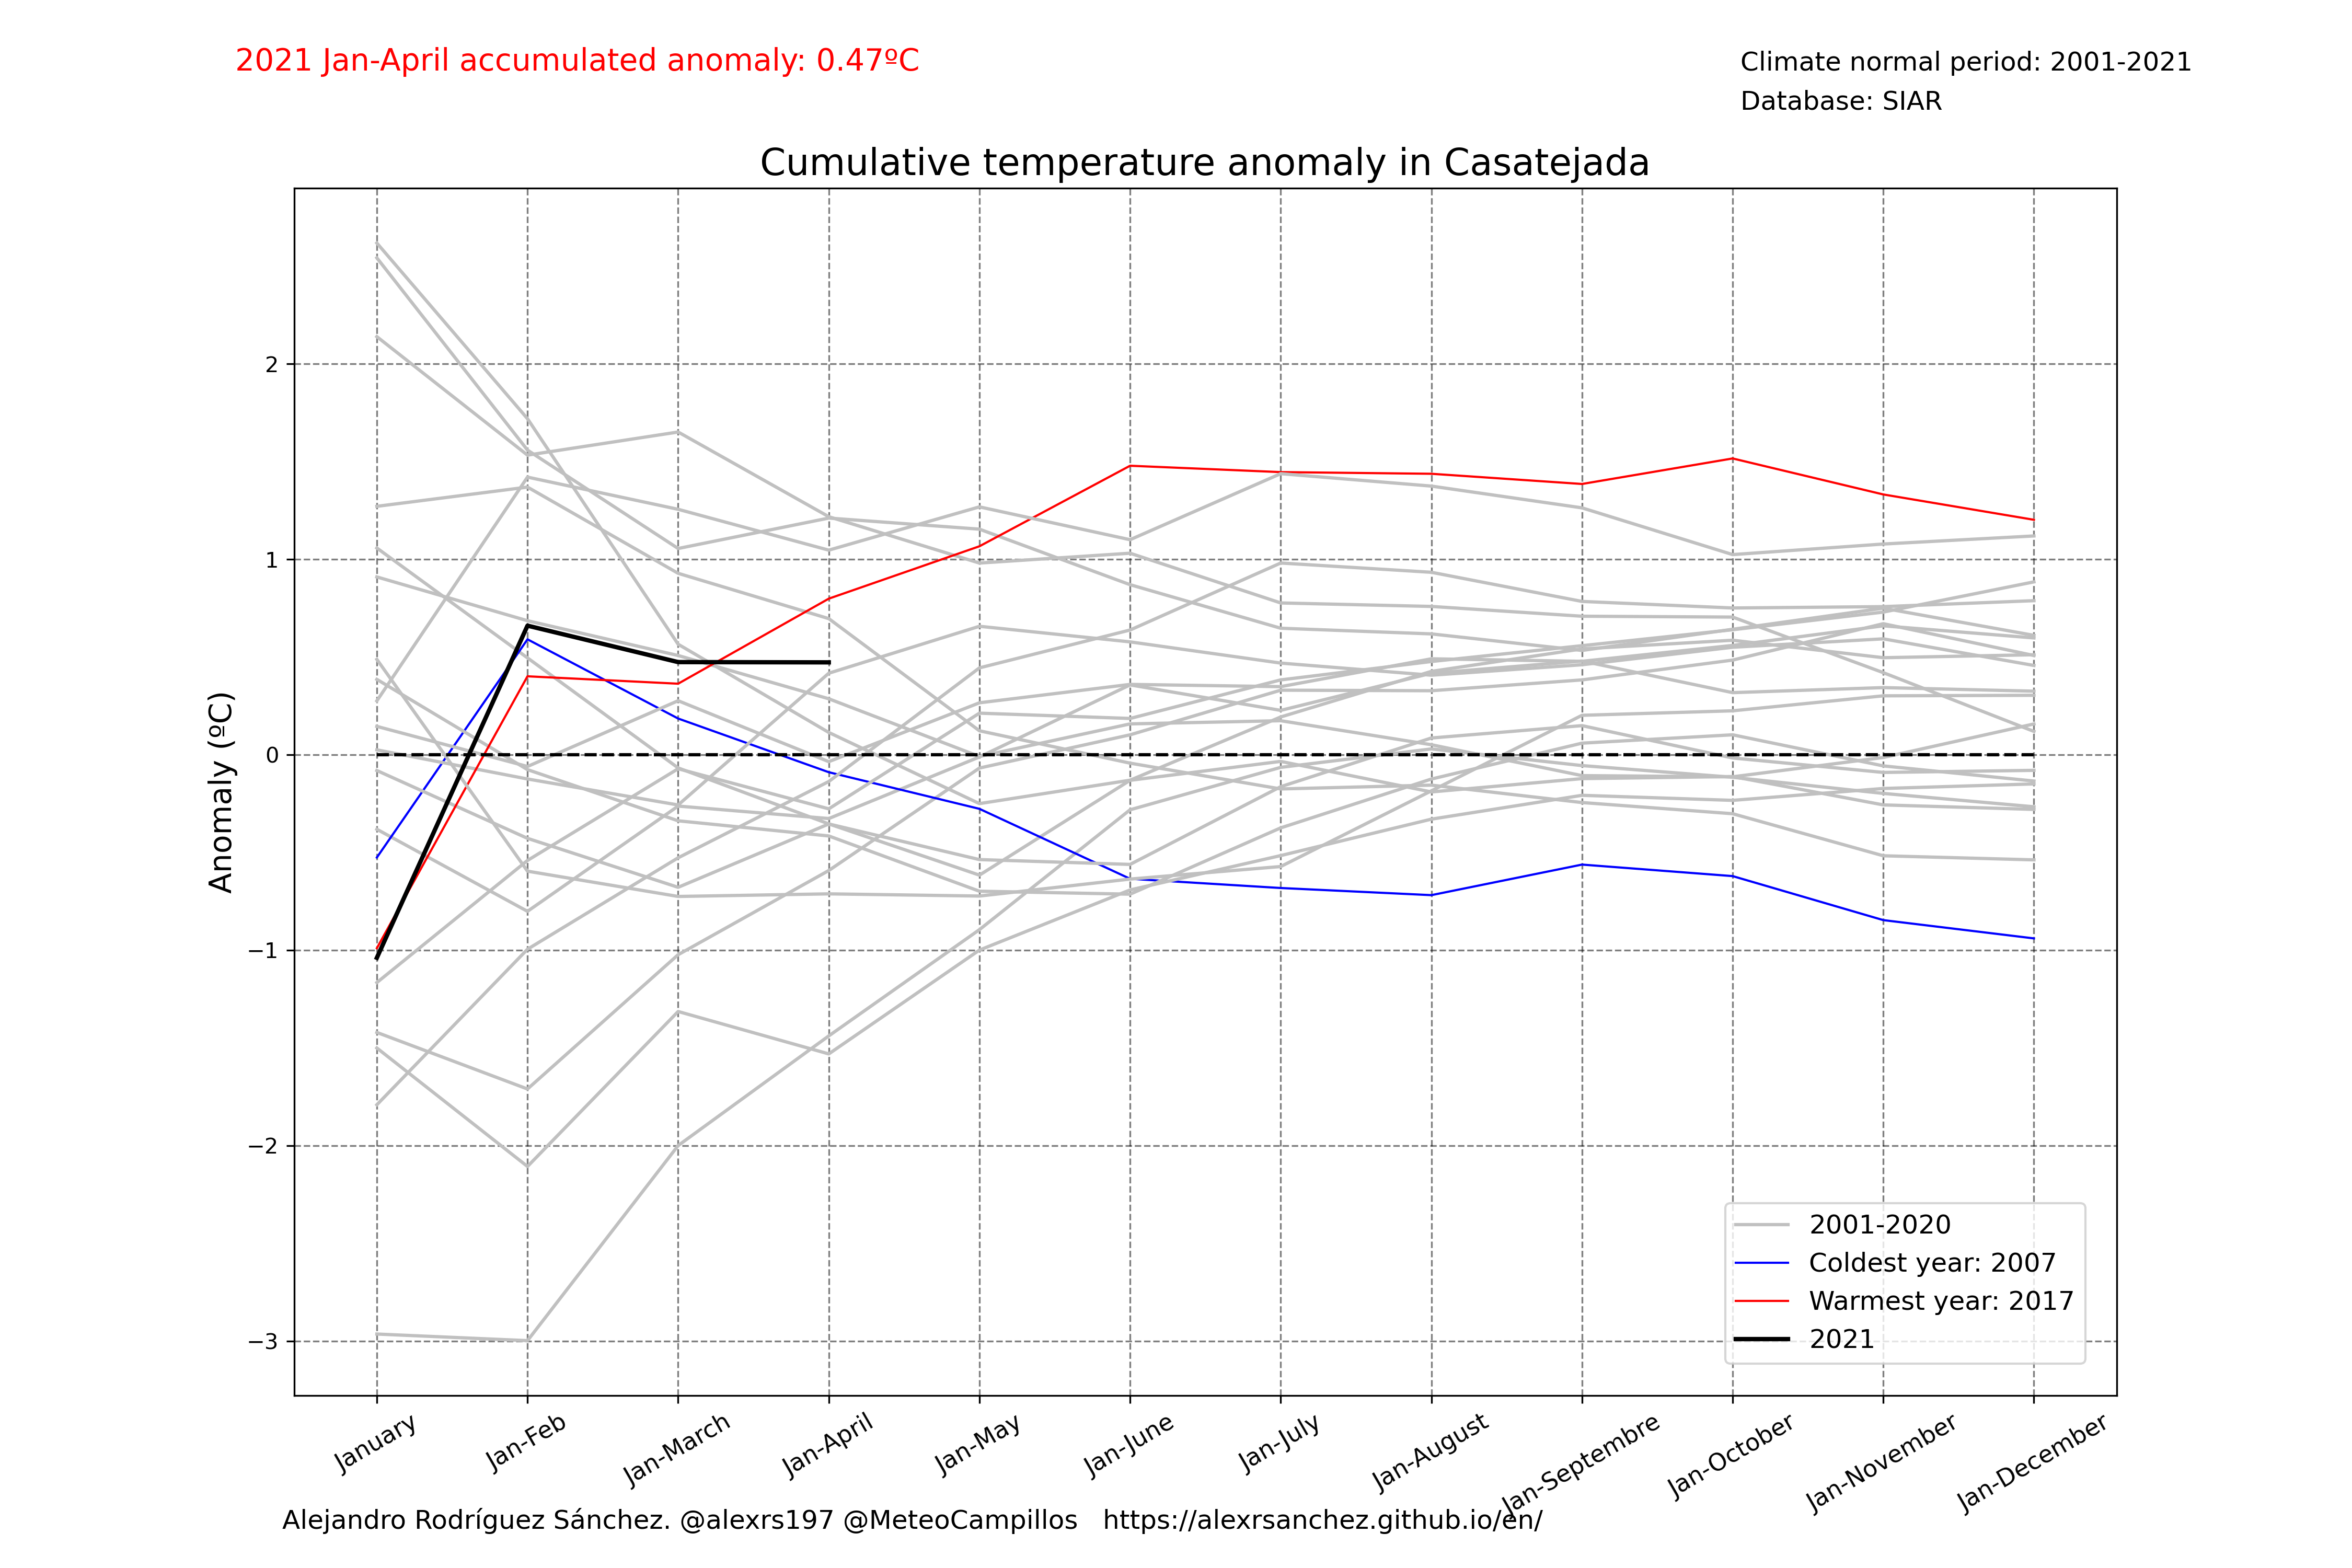 2021 Jan-April accumulated anomaly: 0.47ºC
Climate normal period: 2001-2021
Database: SIAR
Cumulative temperature anomaly in Casatejada
Anomaly (ºC)
2
1
0
−1
−2
−3
2001-2020
Coldest year: 2007
Warmest year: 2017
2021
January
Jan-Feb
Jan-March
Jan-April
Jan-May
Jan-June
Jan-July
Jan-August
Jan-Septembre
Jan-October
Jan-November
Jan-December
Alejandro Rodríguez Sánchez. @alexrs197 @MeteoCampillos https://alexrsanchez.github.io/en/